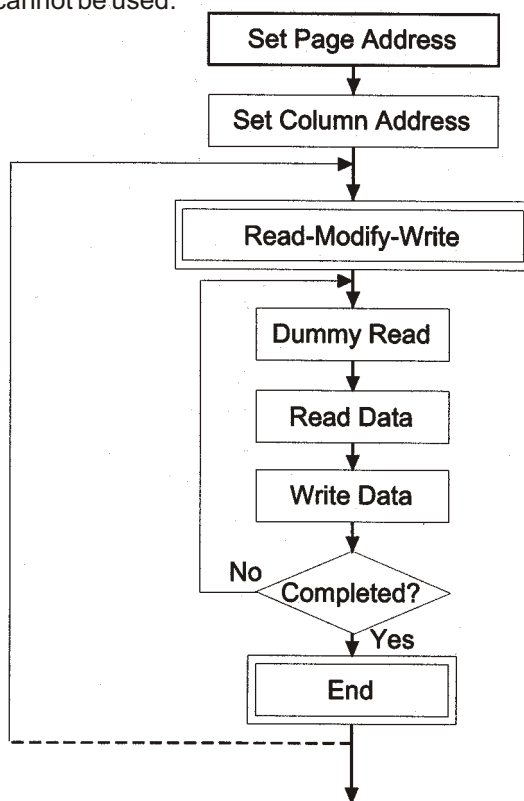 cannot be used.
Set Page Address
Set Column Address
Read-Modify-Write
Dummy Read
Read Data
Write Data
No
Completed?
Yes
End